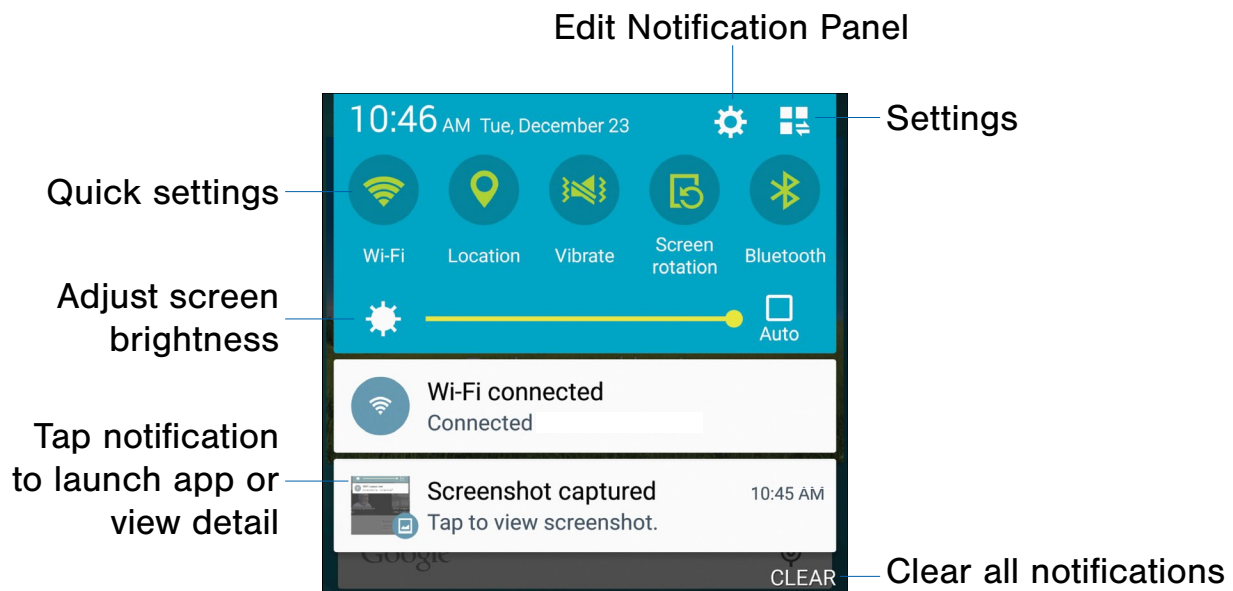 Edit Notification Panel
10:46 AM Tue, December 23
Settings
Quick settings
Wi-Fi
Location
Vibrate
Screen
rotation
Bluetooth
Adjust screen
brightness
Auto
Wi-Fi connected
Connected
Tap notification
to launch app or
view detail
Screenshot captured
10:45 AM
Tap to view screenshot.
Google
CLEAR
Clear all notifications